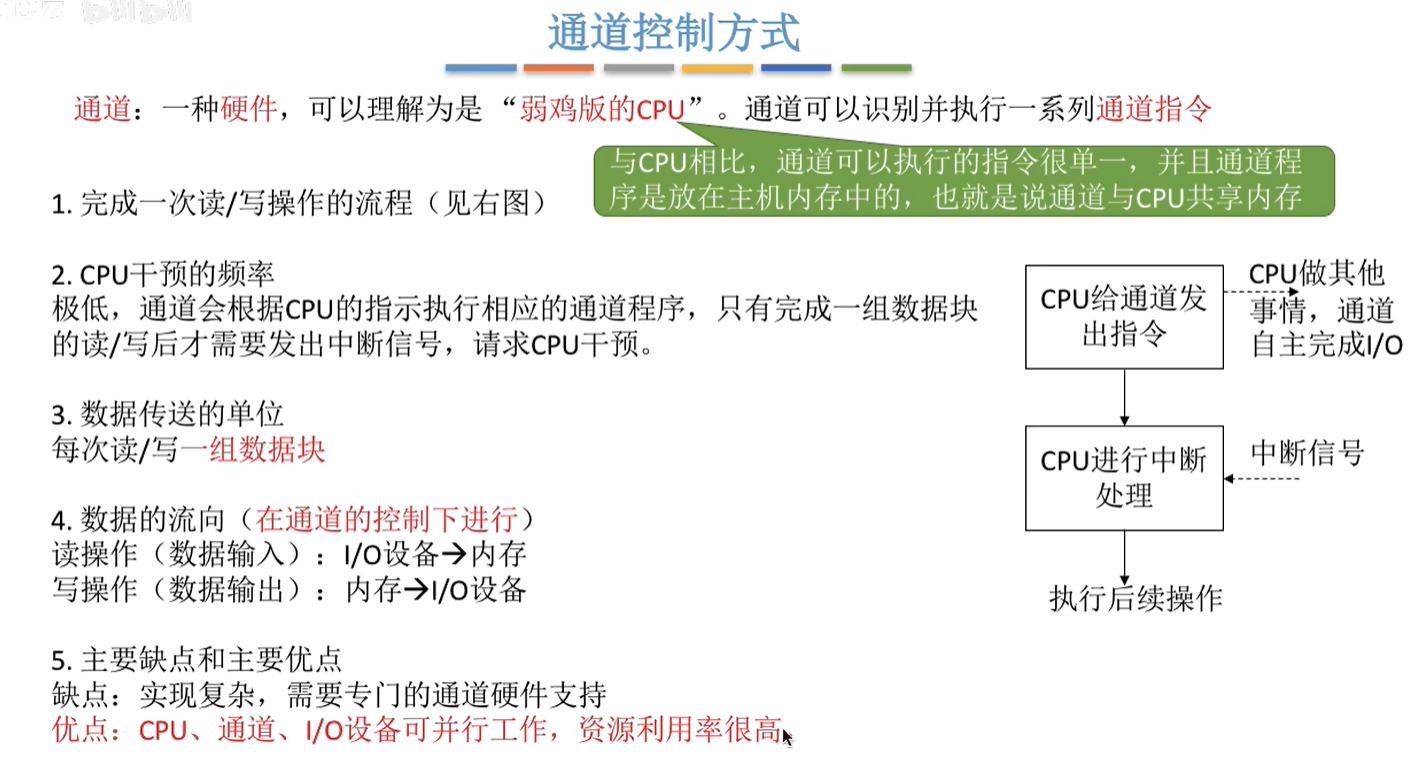 通道控制方式
通道：一种硬件，可以理解为是“弱鸡版的CPU”。通道可以识别并执行一系列通道指令
与CPU相比，通道可以执行的指令很单一，并且通道程
序是放在主机内存中的，也就是说通道与CPU共享内存
1. 完成一次读/写操作的流程（见右图）
2. CPU干预的频率
极低，通道会根据CPU的指示执行相应的通道程序，只有完成一组数据块
的读/写后才需要发出中断信号，请求CPU干预。
3. 数据传送的单位
每次读/写一组数据块
4. 数据的流向（在通道的控制下进行）
读操作（数据输入）：I/O设备→内存
写操作（数据输出）：内存→I/O设备
5. 主要缺点和主要优点
缺点：实现复杂，需要专门的通道硬件支持
优点：CPU、通道、I/O设备可并行工作，资源利用率很高。
CPU给通道发
出指令
CPU做其他
事情，通道
自主完成I/O
CPU进行中断
处理
中断信号
执行后续操作